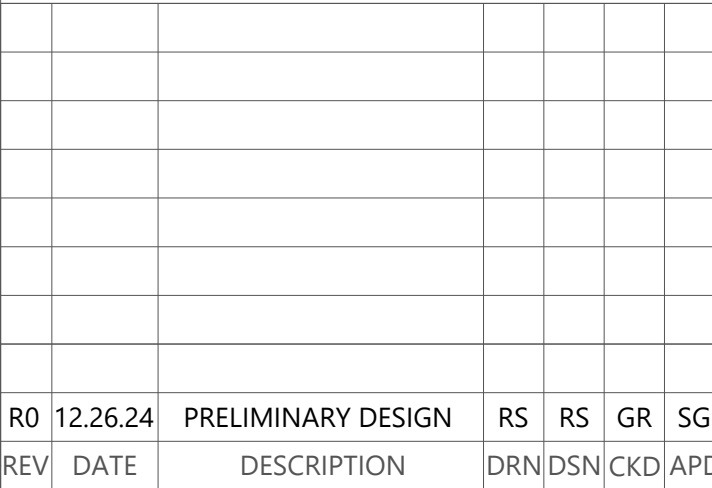 R0 12.26.24 PRELIMINARY DESIGN RS RS GR SG
REV DATE DESCRIPTION DRN DSN CKD APD